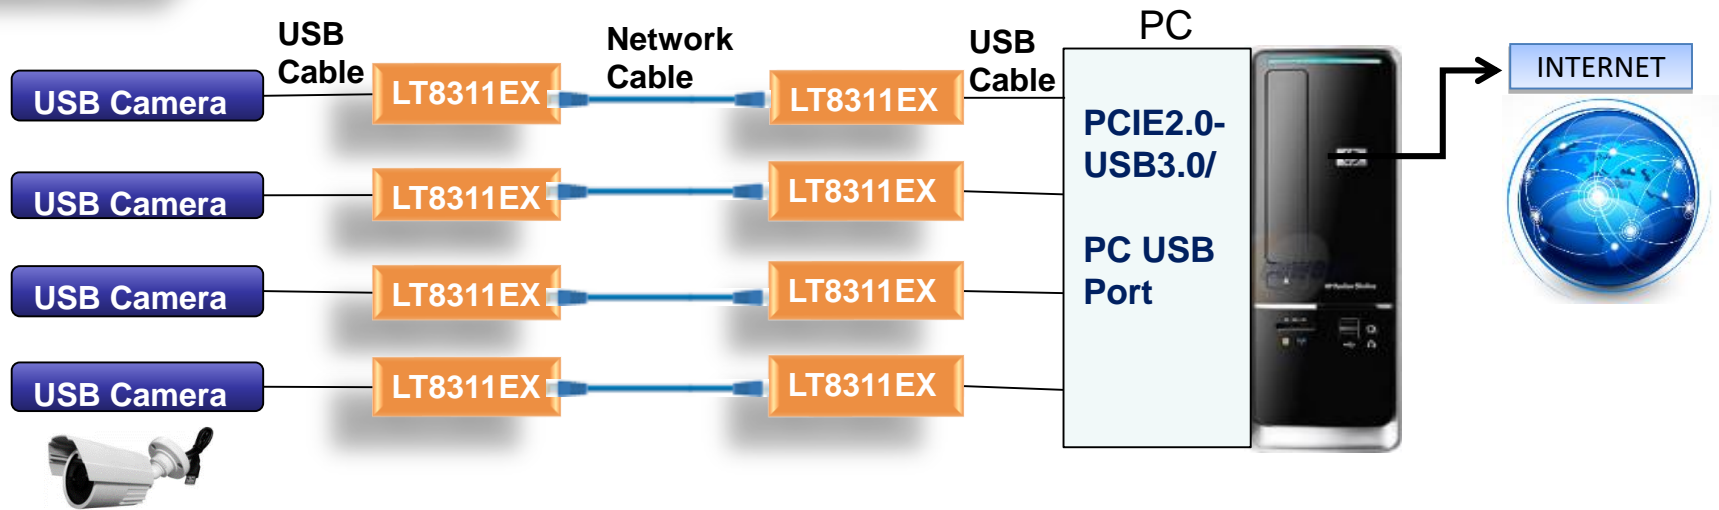 PC
USB
Cable
Network
Cable
USB
Cable
INTERNET
USB Camera
LT8311EX
LT8311EX
PCIE2.0-
USB3.0/
USB Camera
LT8311EX
LT8311EX
PC USB
Port
USB Camera
LT8311EX
LT8311EX
USB Camera
LT8311EX
LT8311EX